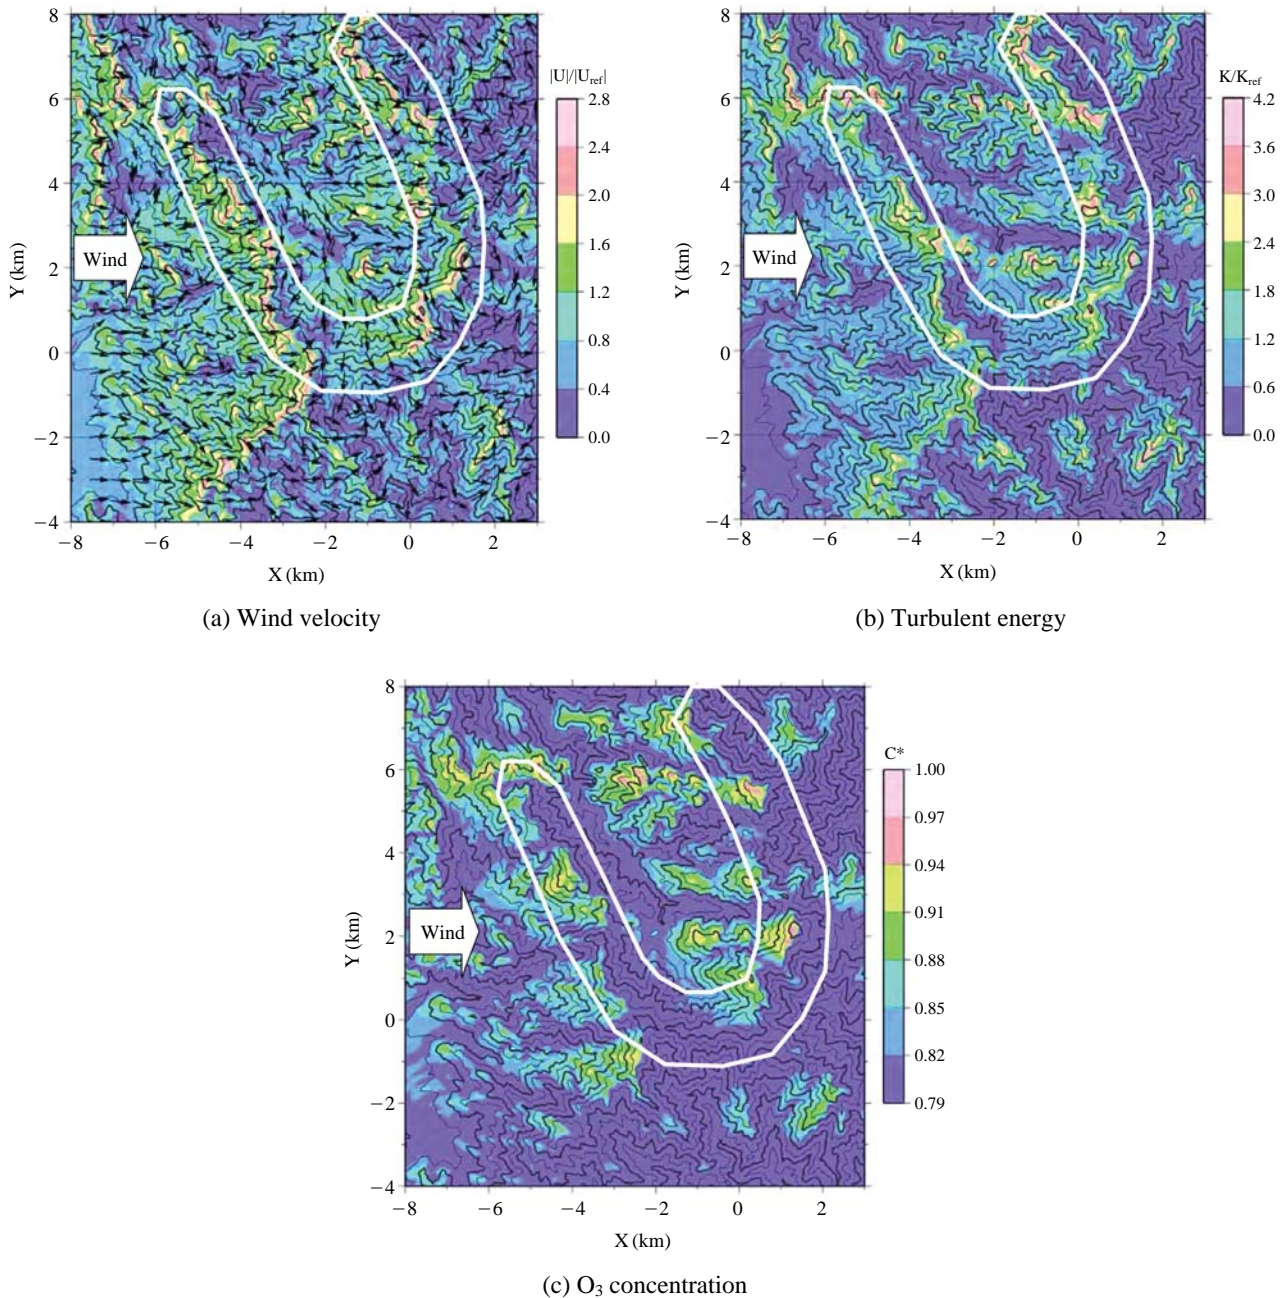 |U|/|U_ref|
2.8
2.4
2.0
1.6
1.2
0.8
0.4
0.0
8
6
4
2
0
−2
−4
Y (km)
Wind
−8 −6 −4 −2 0 2
X (km)
(a) Wind velocity
K/K_ref
4.2
3.6
3.0
2.4
1.8
1.2
0.6
0.0
8
6
4
2
0
−2
−4
Y (km)
Wind
−8 −6 −4 −2 0 2
X (km)
(b) Turbulent energy
C*
1.00
0.97
0.94
0.91
0.88
0.85
0.82
0.79
8
6
4
2
0
−2
−4
Y (km)
Wind
−8 −6 −4 −2 0 2
X (km)
(c) O₃ concentration